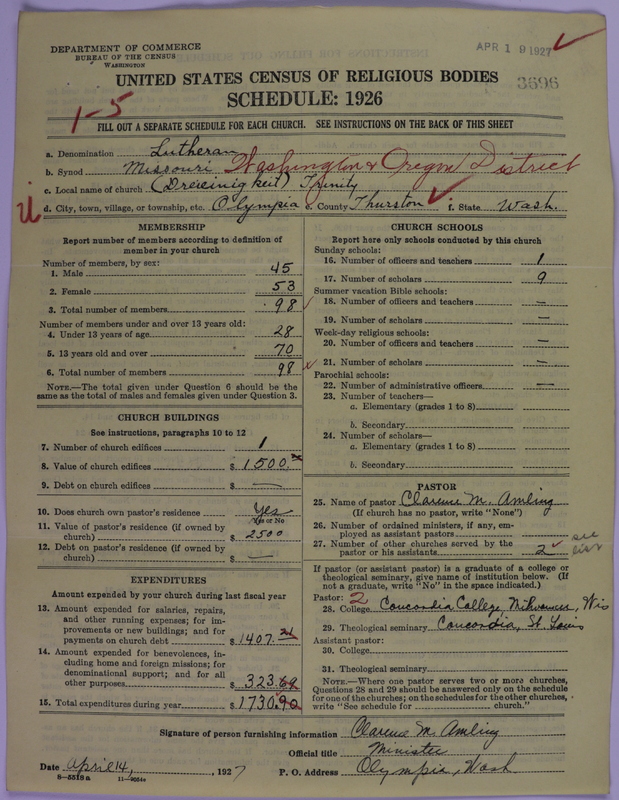 DEPARTMENT OF COMMERCE
BUREAU OF THE CENSUS
WASHINGTON
APR 19 1927
3596
UNITED STATES CENSUS OF RELIGIOUS BODIES
SCHEDULE: 1926
1-5
FILL OUT A SEPARATE SCHEDULE FOR EACH CHURCH. SEE INSTRUCTIONS ON THE BACK OF THIS SHEET
a. Denomination Lutheran
b. Synod Missouri Washington & Oregon District
c. Local name of church (Dreieinigkeit) Trinity
d. City, town, village, or township, etc. Olympia e. County Thurston f. State Wash.
MEMBERSHIP
Report number of members according to definition of
member in your church
Number of members, by sex:
1. Male 45
2. Female 53
3. Total number of members 98
Number of members under and over 13 years old:
4. Under 13 years of age 28
5. 13 years old and over 70
6. Total number of members 98
NOTE.—The total given under Question 6 should be the
same as the total of males and females given under Question 3.
CHURCH BUILDINGS
See instructions, paragraphs 10 to 12
7. Number of church edifices 1
8. Value of church edifices $ 1500.
9. Debt on church edifices $ —
10. Does church own pastor's residence Yes
Yes or No
11. Value of pastor's residence (if owned by
church) $ 2500
12. Debt on pastor's residence (if owned by
church) $ —
EXPENDITURES
Amount expended by your church during last fiscal year
13. Amount expended for salaries, repairs,
and other running expenses; for im-
provements or new buildings; and for
payments on church debt $ 1407.21
14. Amount expended for benevolences, in-
cluding home and foreign missions; for
denominational support; and for all
other purposes $ 323.69
15. Total expenditures during year $ 1730.90
CHURCH SCHOOLS
Report here only schools conducted by this church
Sunday schools:
16. Number of officers and teachers 1
17. Number of scholars 9
Summer vacation Bible schools:
18. Number of officers and teachers —
19. Number of scholars —
Week-day religious schools:
20. Number of officers and teachers —
21. Number of scholars —
Parochial schools:
22. Number of administrative officers —
23. Number of teachers—
a. Elementary (grades 1 to 8)
b. Secondary
24. Number of scholars—
a. Elementary (grades 1 to 8)
b. Secondary
PASTOR
25. Name of pastor Clarence M. Amling
(If church has no pastor, write "None")
26. Number of ordained ministers, if any, em-
ployed as assistant pastors
27. Number of other churches served by the
pastor or his assistants 2 see
If pastor (or assistant pastor) is a graduate of a college or
theological seminary, give name of institution below. (If
not a graduate, write "No" in the space indicated.)
Pastor: 2
28. College Concordia College, Milwaukee, Wis
29. Theological seminary Concordia, St. Louis
Assistant pastor:
30. College
31. Theological seminary
NOTE.—Where one pastor serves two or more churches,
Questions 28 and 29 should be answered only on the schedule
for one of the churches; on the schedules for the other churches,
write "See schedule for church."
Signature of person furnishing information Clarence M. Amling
Official title Minister
Date April 14, 1927 P. O. Address Olympia, Wash
8-5518a 11-9054a